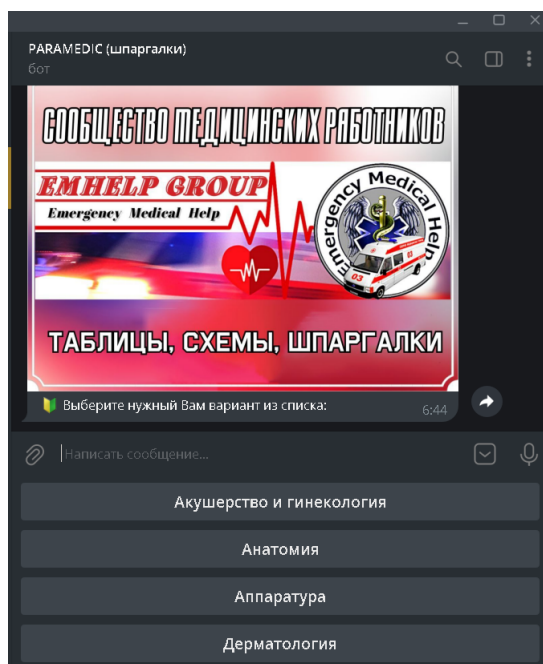 PARAMEDIC (шпаргалки)
бот
СООБЩЕСТВО МЕДИЦИНСКИХ РАБОТНИКОВ
EMHELP GROUP
Emergency Medical Help
Emergency Medical Help
03
03
ТАБЛИЦЫ, СХЕМЫ, ШПАРГАЛКИ
Выберите нужный Вам вариант из списка:
6:44
Написать сообщение...
Акушерство и гинекология
Анатомия
Аппаратура
Дерматология